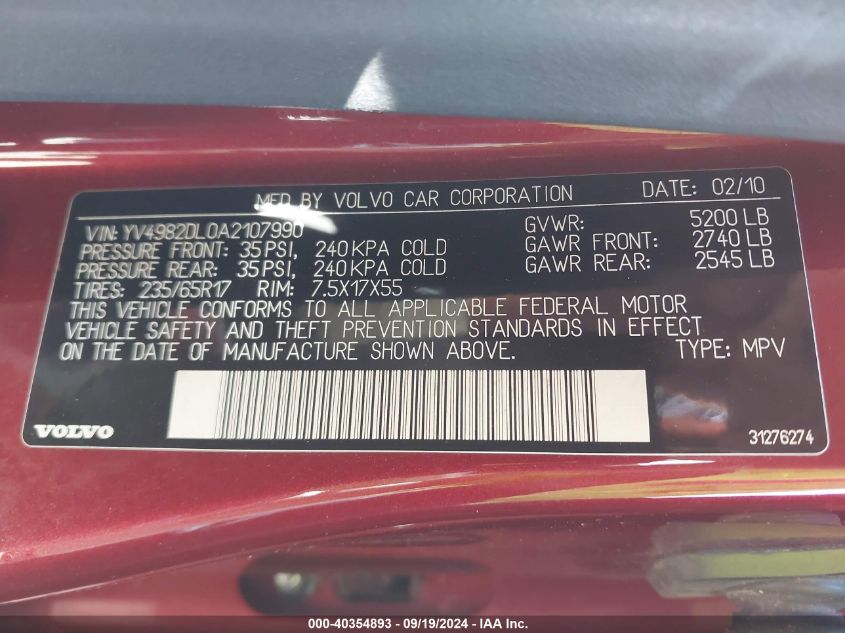 MFD BY VOLVO CAR CORPORATION DATE: 02/10
VIN: YV4982DL0A2107990
PRESSURE FRONT: 35 PSI, 240 KPA COLD
PRESSURE REAR: 35 PSI, 240 KPA COLD
GVWR: 5200 LB
GAWR FRONT: 2740 LB
GAWR REAR: 2545 LB
TIRES: 235/65R17 RIM: 7.5X17X55
THIS VEHICLE CONFORMS TO ALL APPLICABLE FEDERAL MOTOR
VEHICLE SAFETY AND THEFT PREVENTION STANDARDS IN EFFECT
ON THE DATE OF MANUFACTURE SHOWN ABOVE. TYPE: MPV
VOLVO
31276274
000-40354893 - 09/19/2024 - IAA Inc.